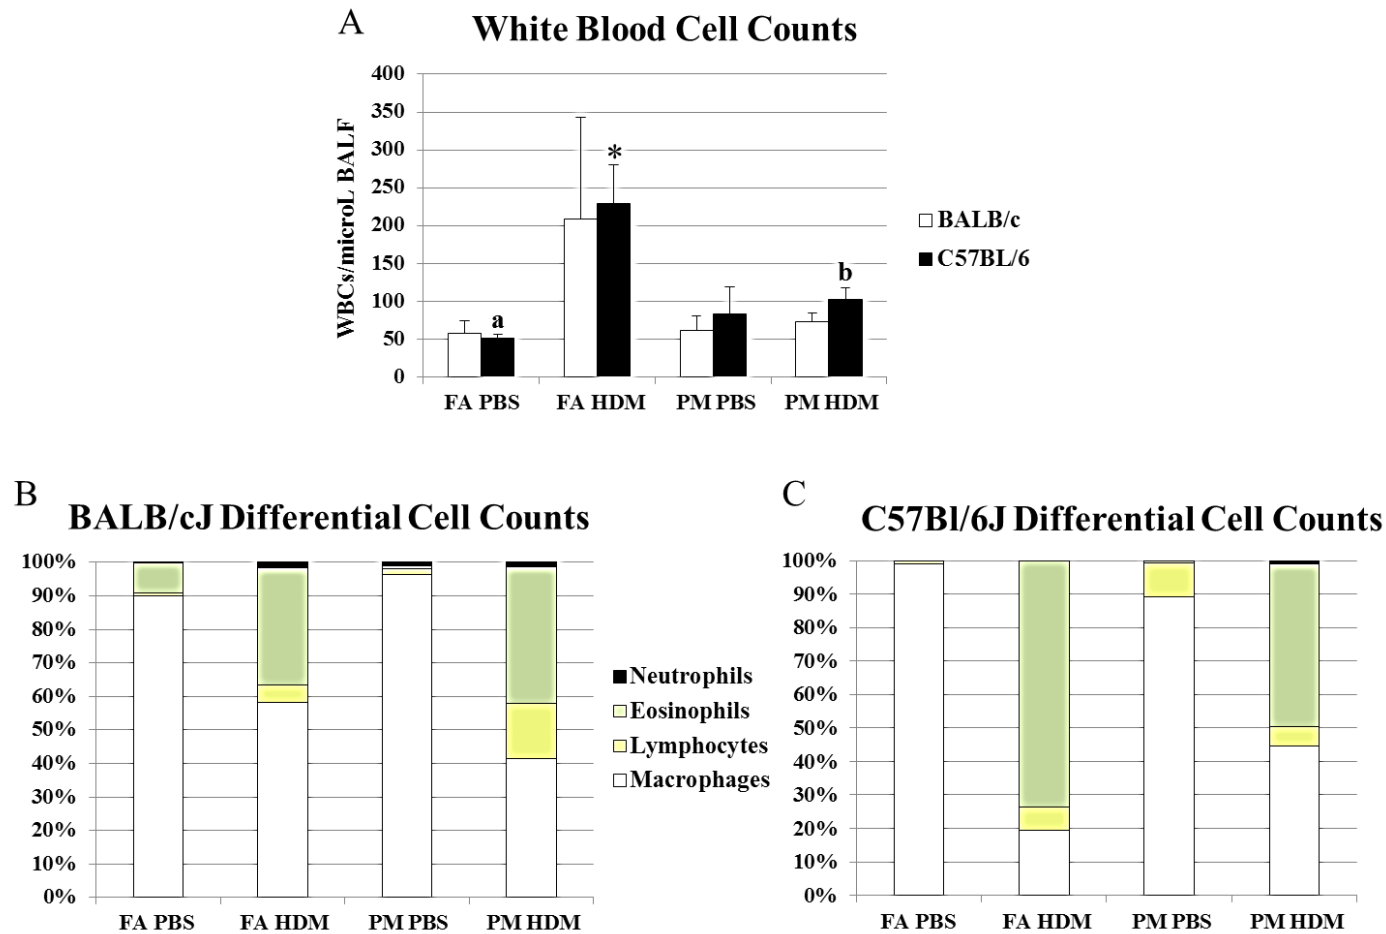 A
White Blood Cell Counts
WBCs/microL BALF
400
350
300
250
200
150
100
50
0
a
*
b
FA PBS FA HDM PM PBS PM HDM
BALB/c
C57BL/6
B
BALB/cJ Differential Cell Counts
100%
90%
80%
70%
60%
50%
40%
30%
20%
10%
0%
FA PBS FA HDM PM PBS PM HDM
Neutrophils
Eosinophils
Lymphocytes
Macrophages
C
C57Bl/6J Differential Cell Counts
100%
90%
80%
70%
60%
50%
40%
30%
20%
10%
0%
FA PBS FA HDM PM PBS PM HDM